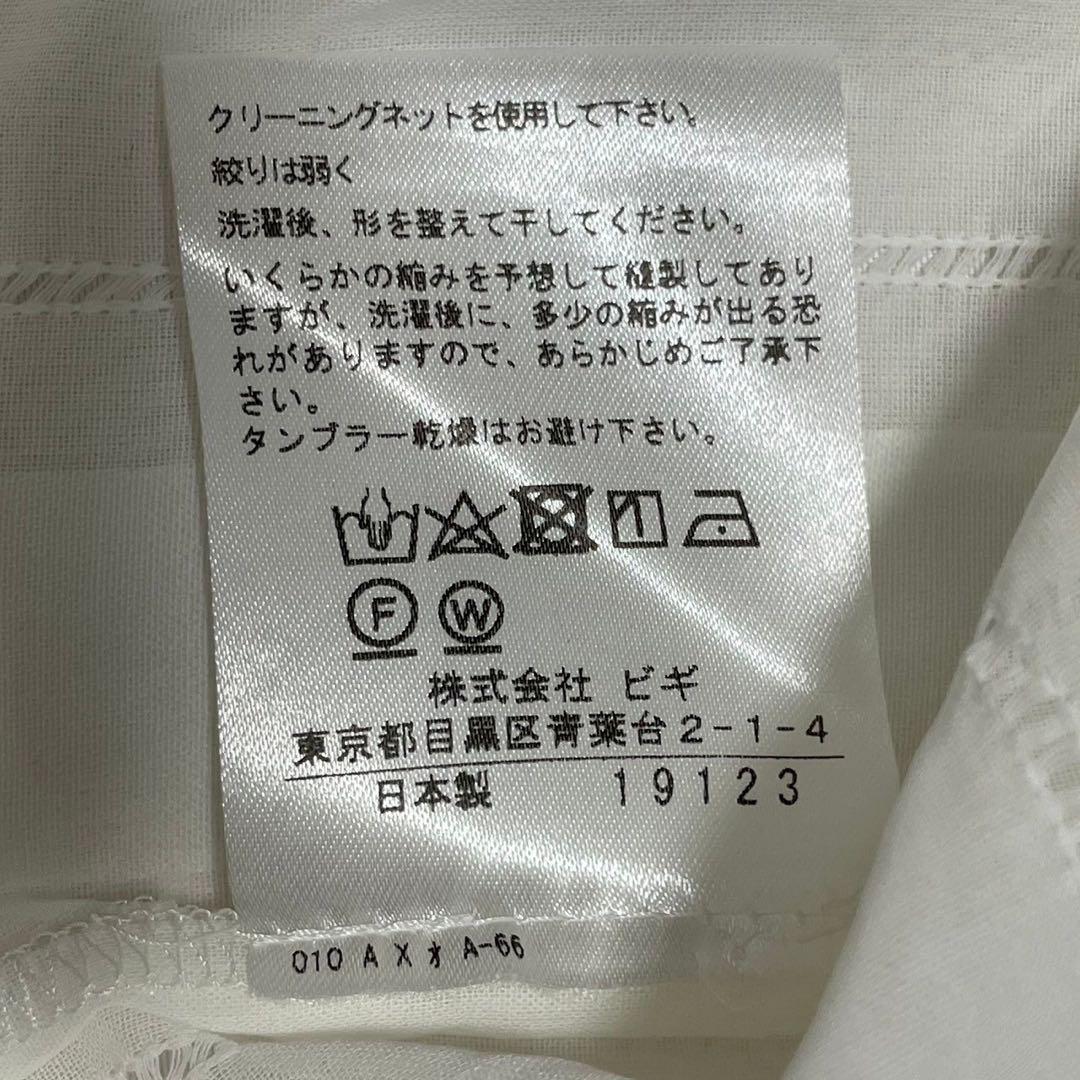 クリーニングネットを使用して下さい。
絞りは弱く
洗濯後、形を整えて干してください。
いくらかの縮みを予想して縫製してあり
ますが、洗濯後に、多少の縮みが出る恐
れがありますので、あらかじめご了承下
さい。
タンブラー乾燥はお避け下さい。
F W
株式会社 ビギ
東京都目黒区青葉台2-1-4
日本製 19123
010 A X オ A-66